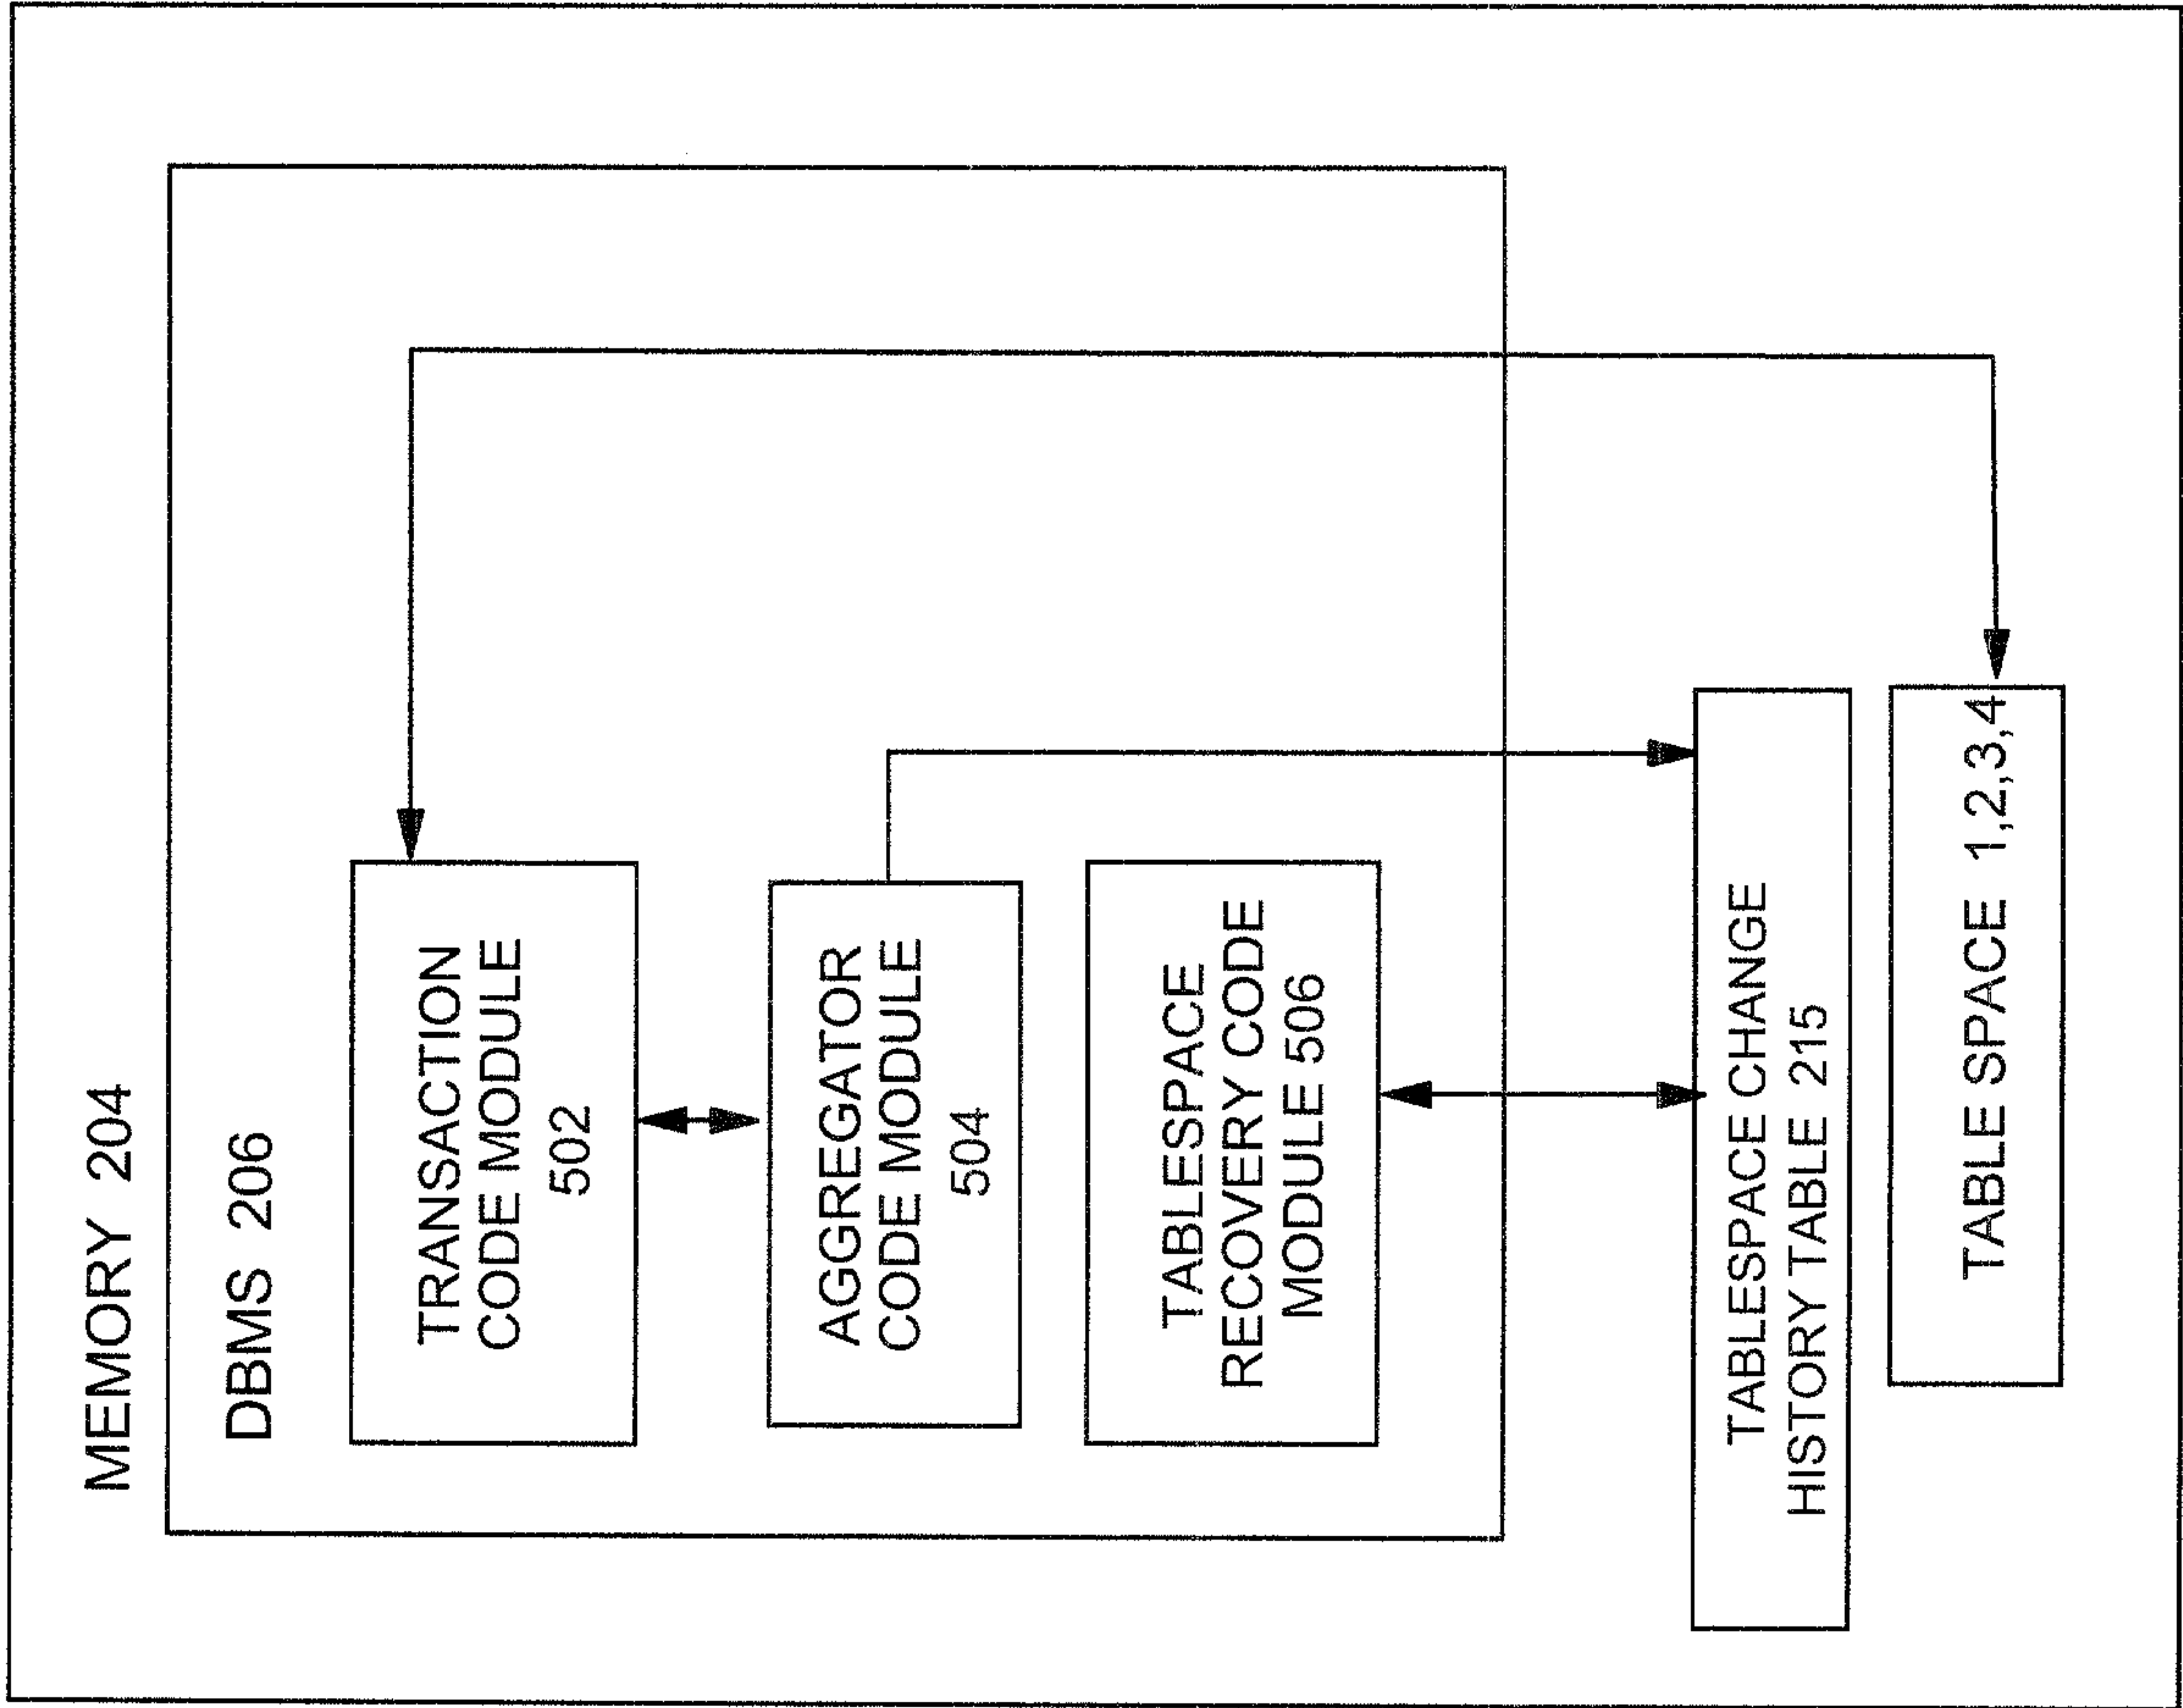 MEMORY 204
DBMS 206
TRANSACTION
CODE MODULE
502
AGGREGATOR
CODE MODULE
504
TABLESPACE
RECOVERY CODE
MODULE 506
TABLESPACE CHANGE
HISTORY TABLE 215
TABLE SPACE 1,2,3,4